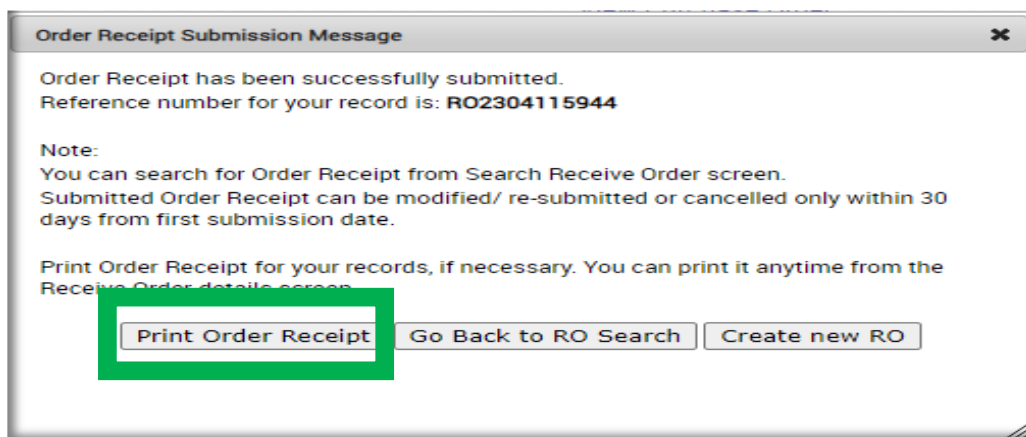 Order Receipt Submission Message
Order Receipt has been successfully submitted.
Reference number for your record is: RO2304115944
Note:
You can search for Order Receipt from Search Receive Order screen.
Submitted Order Receipt can be modified/ re-submitted or cancelled only within 30
days from first submission date.
Print Order Receipt for your records, if necessary. You can print it anytime from the
Receive Order details screen
Print Order Receipt Go Back to RO Search Create new RO